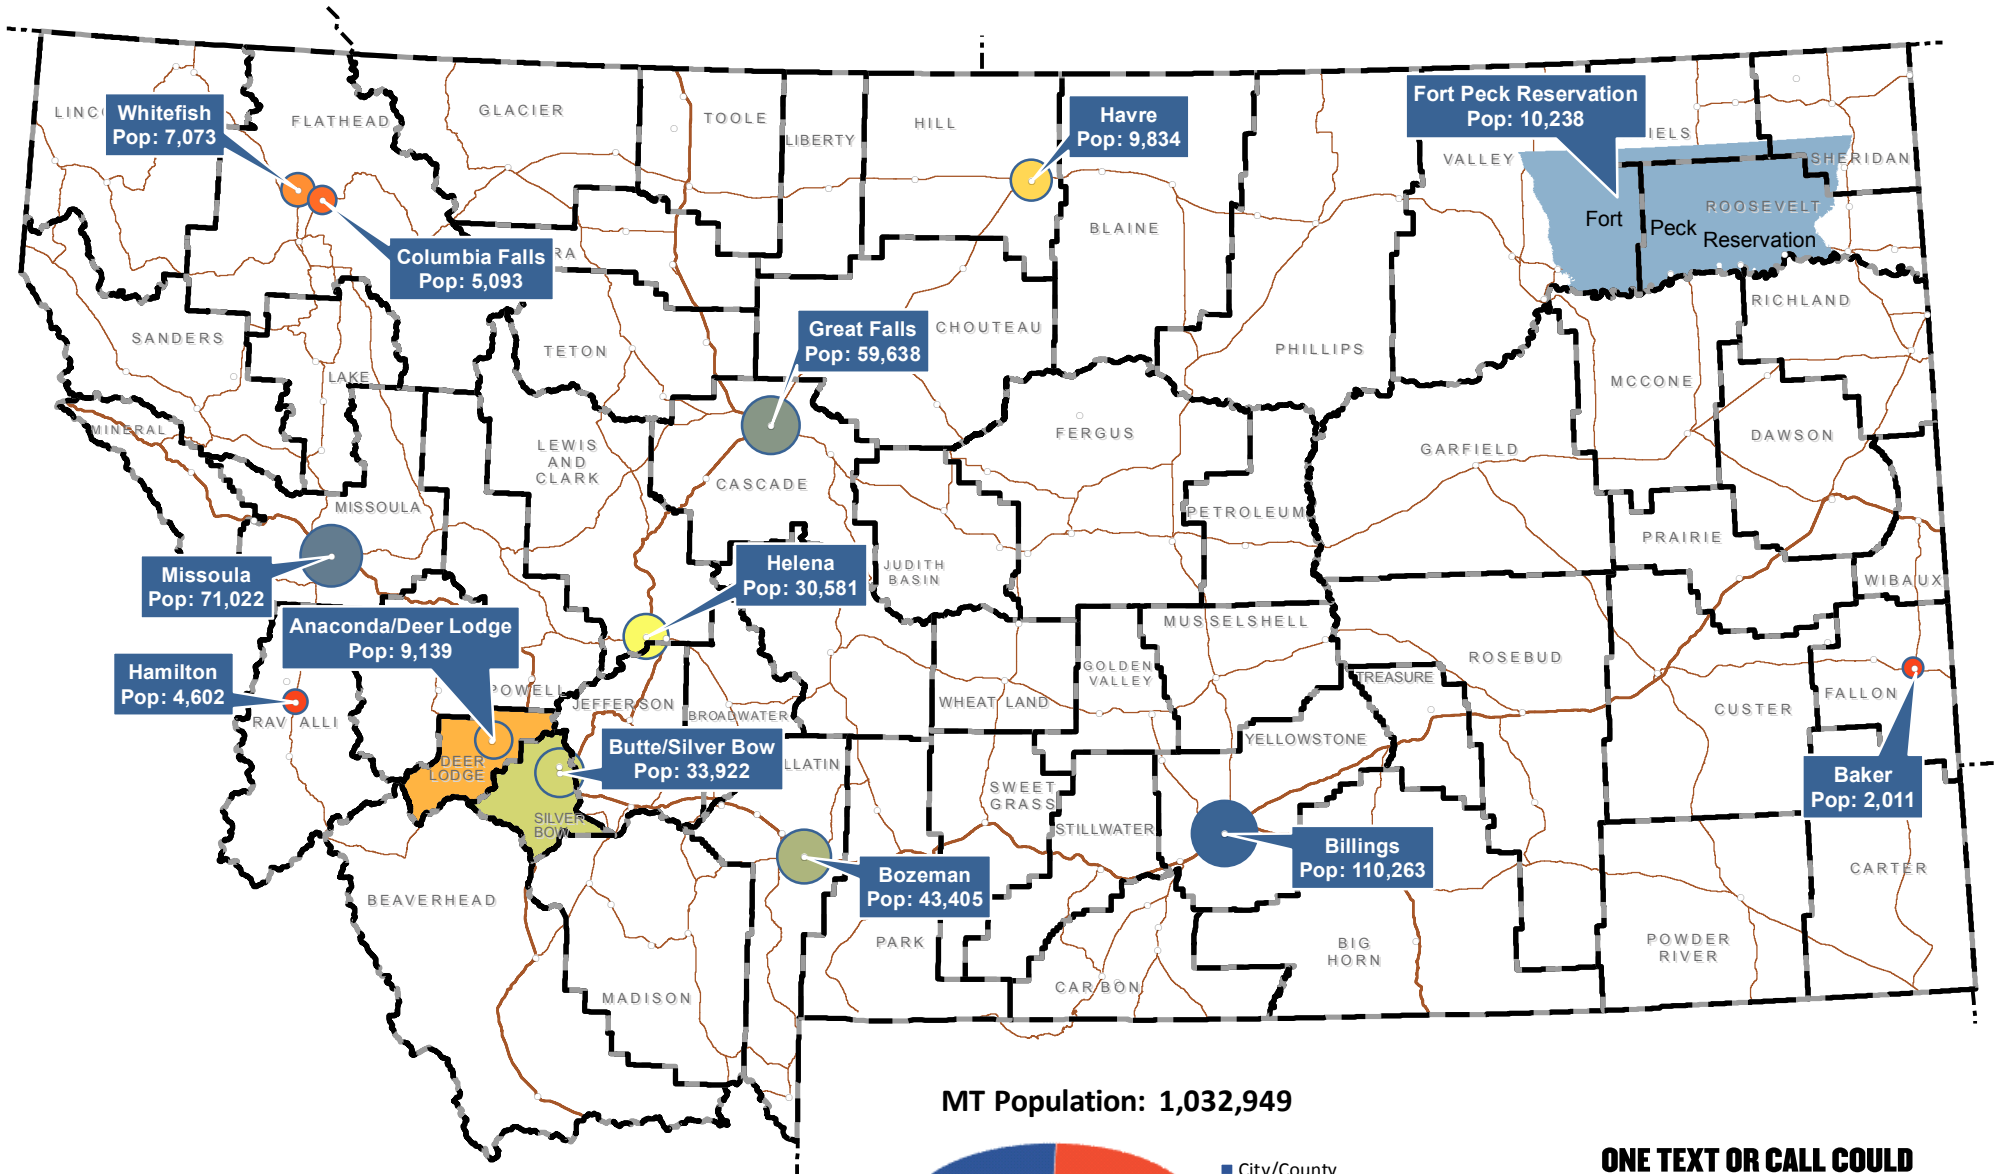 LINC
Whitefish
Pop: 7,073
FLATHEAD
GLACIER
TOOLE
LIBERTY
HILL
Havre
Pop: 9,834
Fort Peck Reservation
Pop: 10,238
IELS
VALLEY
SHERIDAN
ROOSEVELT
Fort
Peck
Reservation
BLAINE
Columbia Falls
Pop: 5,093
RA
RICHLAND
SANDERS
Great Falls
Pop: 59,638
CHOUTEAU
TETON
PHILLIPS
LAKE
MCCONE
MINERAL
LEWIS
AND
CLARK
FERGUS
GARFIELD
DAWSON
CASCADE
MISSOULA
PETROLEUM
PRAIRIE
Missoula
Pop: 71,022
Helena
Pop: 30,581
JUDITH
BASIN
WIBAUX
Anaconda/Deer Lodge
Pop: 9,139
MUSSELSHELL
ROSEBUD
Hamilton
Pop: 4,602
GOLDEN
VALLEY
TREASURE
POWELL
JEFFERSON
BROADWATER
WHEATLAND
FALLON
CUSTER
RAVALLI
Butte/Silver Bow
Pop: 33,922
LLATIN
YELLOWSTONE
DEER
LODGE
SWEET
GRASS
Baker
Pop: 2,011
SILVER
BOW
STILLWATER
Billings
Pop: 110,263
Bozeman
Pop: 43,405
CARTER
BEAVERHEAD
PARK
BIG
HORN
POWDER
RIVER
MADISON
CARBON
MT Population: 1,032,949
City/County
ONE TEXT OR CALL COULD